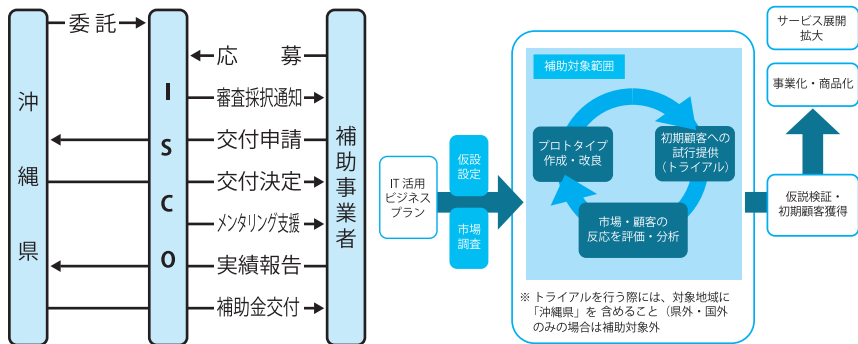 沖縄県
委託
ISCO
応募
審査採択通知
交付申請
交付決定
メンタリング支援
実績報告
補助金交付
補助事業者
IT 活用
ビジネス
プラン
仮設
設定
市場
調査
補助対象範囲
プロトタイプ
作成・改良
初期顧客への
試行提供
(トライアル)
市場・顧客の
反応を評価・分析
※ トライアルを行う際には、対象地域に
「沖縄県」を 含めること(県外・国外
のみの場合は補助対象外
サービス展開
拡大
事業化・商品化
仮説検証・
初期顧客獲得